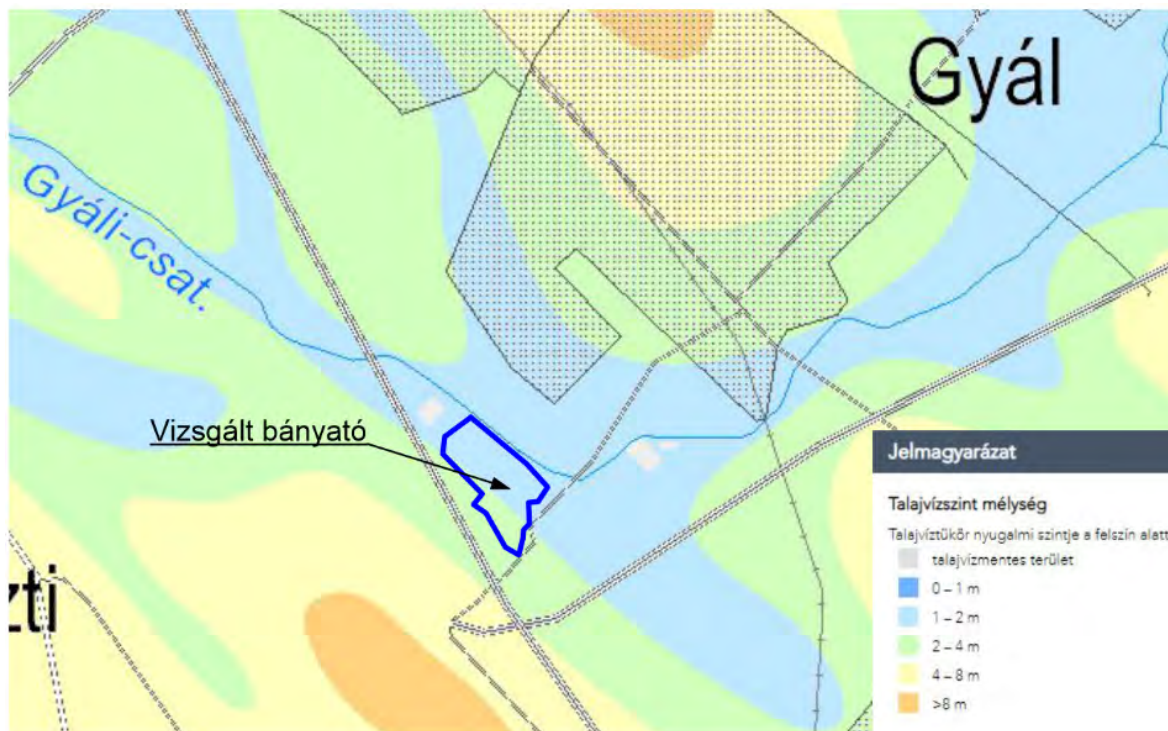 Gyál
Gyáli-csat.
Vizsgált bányató
zti
Jelmagyarázat
Talajvízszint mélység
Talajvíztükör nyugalmi szintje a felszín alatt
talajvízmentes terület
0 – 1 m
1 – 2 m
2 – 4 m
4 – 8 m
>8 m